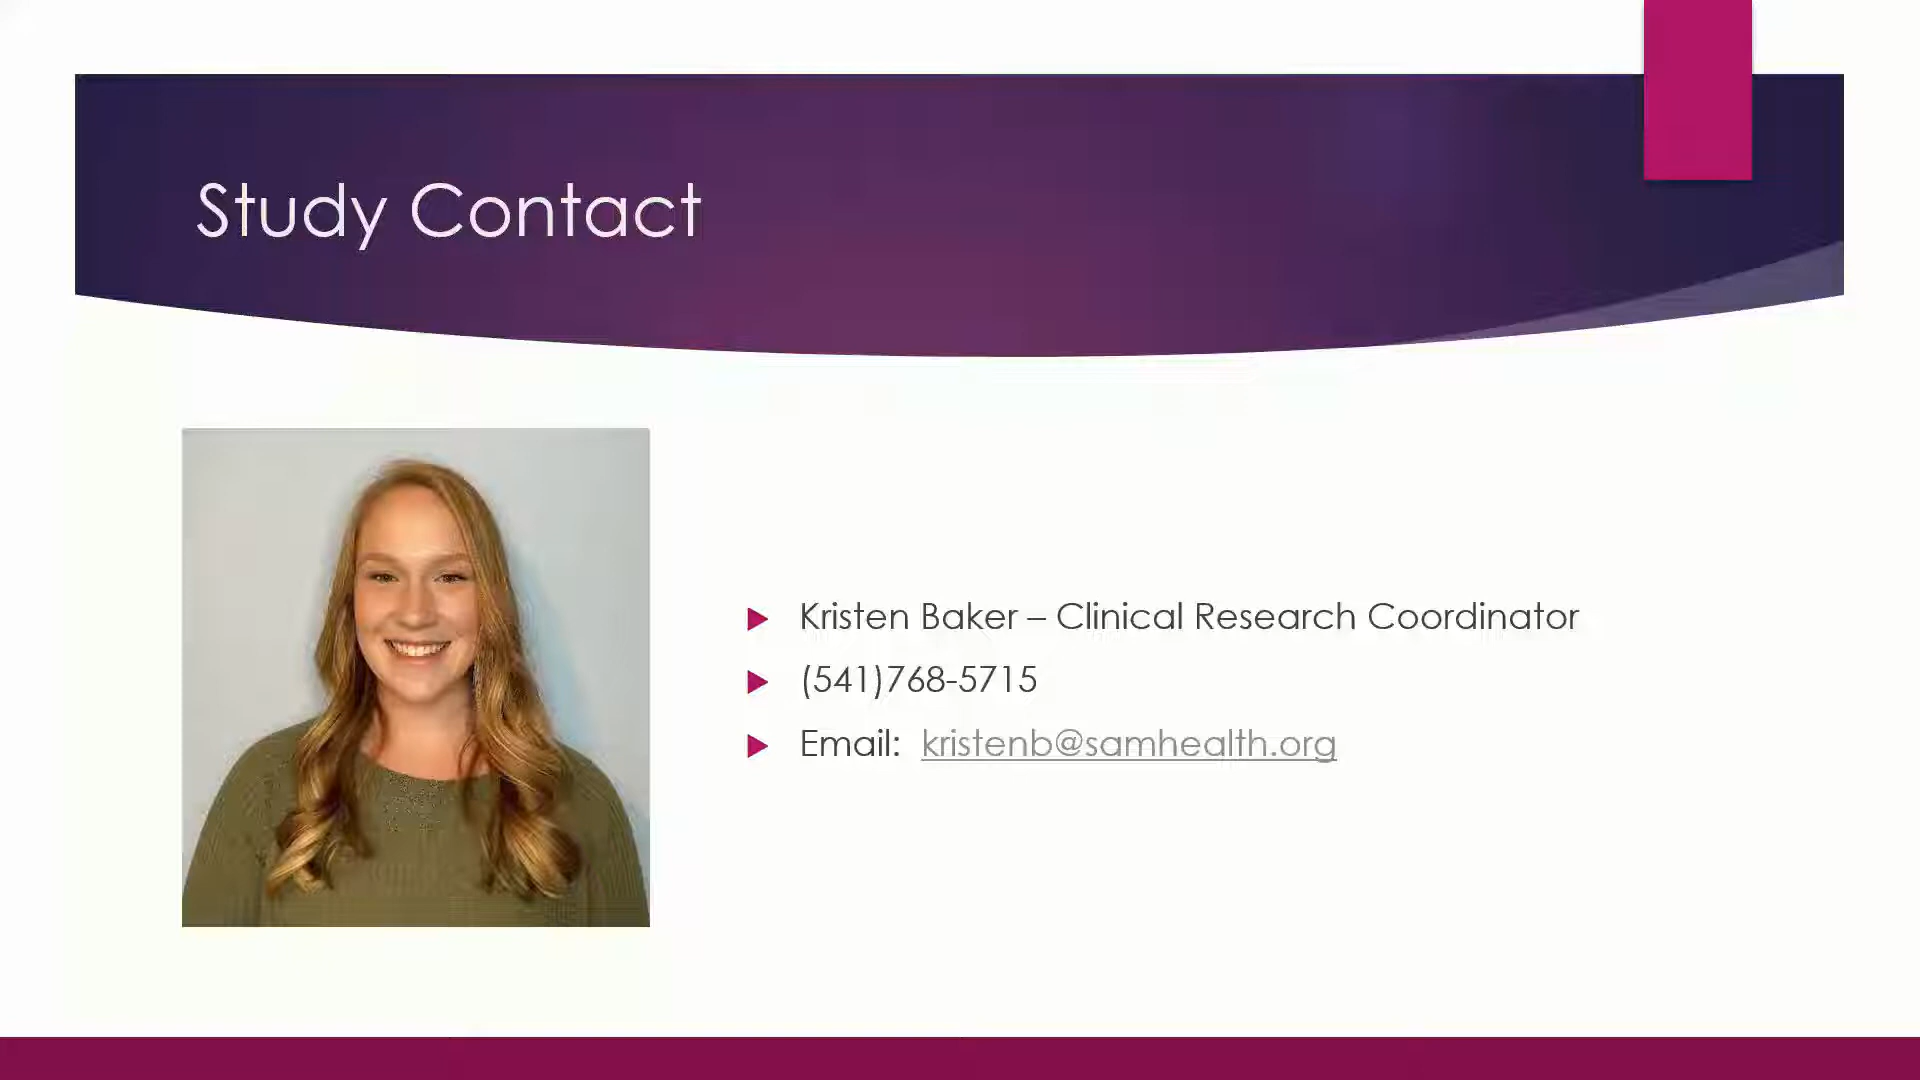 Study Contact
Kristen Baker – Clinical Research Coordinator
(541)768-5715
Email: kristenb@samhealth.org